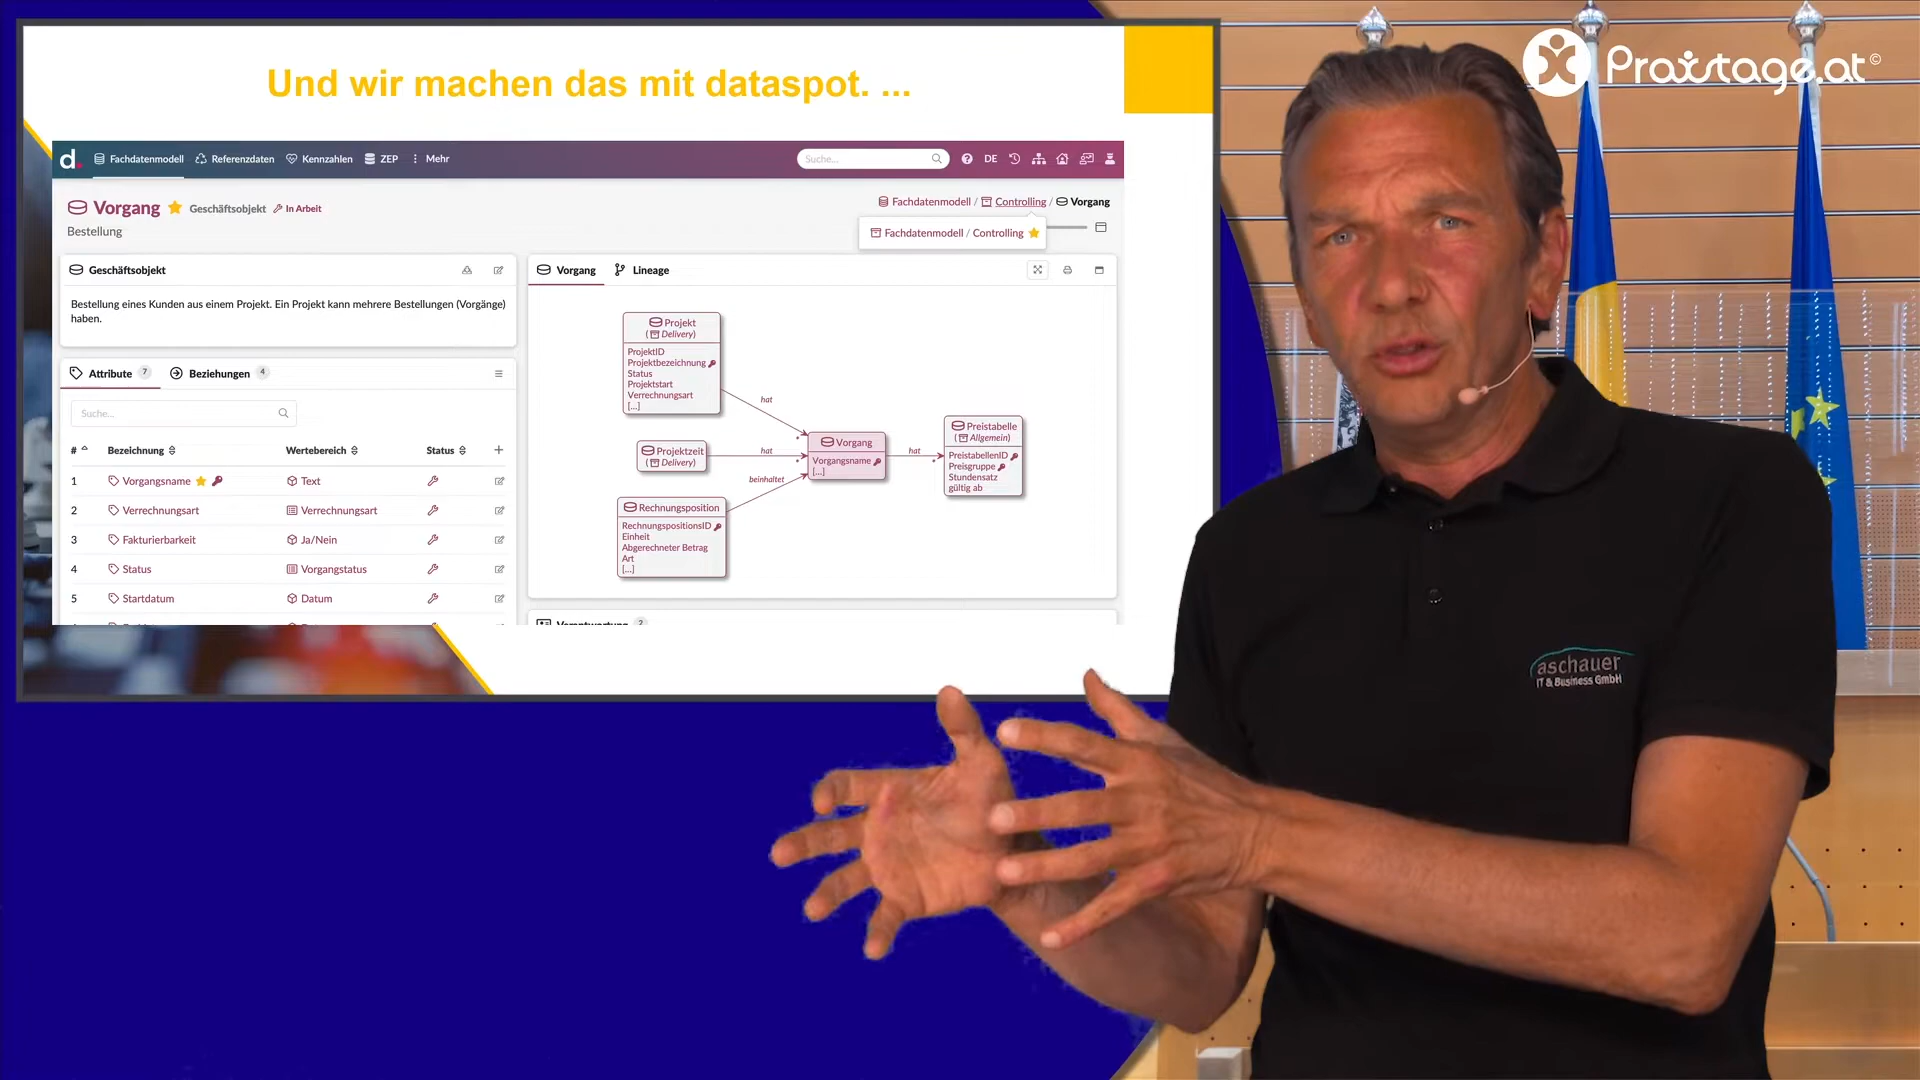 Praxistage.at©
Und wir machen das mit dataspot. ...
d.
Fachdatenmodell
Referenzdaten
Kennzahlen
ZEP
Mehr
Suche...
DE
Vorgang
Geschäftsobjekt
In Arbeit
Bestellung
Fachdatenmodell / Controlling / Vorgang
Fachdatenmodell / Controlling
Geschäftsobjekt
Bestellung eines Kunden aus einem Projekt. Ein Projekt kann mehrere Bestellungen (Vorgänge)
haben.
Attribute 7
Beziehungen 4
Suche...
# Bezeichnung Wertebereich Status
1 Vorgangsname Text
2 Verrechnungsart Verrechnungsart
3 Fakturierbarkeit Ja/Nein
4 Status Vorgangstatus
5 Startdatum Datum
Vorgang
Lineage
Projekt
(Delivery)
ProjektID
Projektbezeichnung
Status
Projektstart
Verrechnungsart
[...]
hat
Projektzeit
(Delivery)
hat
Vorgang
Vorgangsname
[...]
hat
Preistabelle
(Allgemein)
PreistabellenID
Preisgruppe
Stundensatz
gültig ab
beinhaltet
Rechnungsposition
RechnungspositionsID
Einheit
Abgerechneter Betrag
Art
[...]
Verantwortung 2
aschauer
IT & Business GmbH